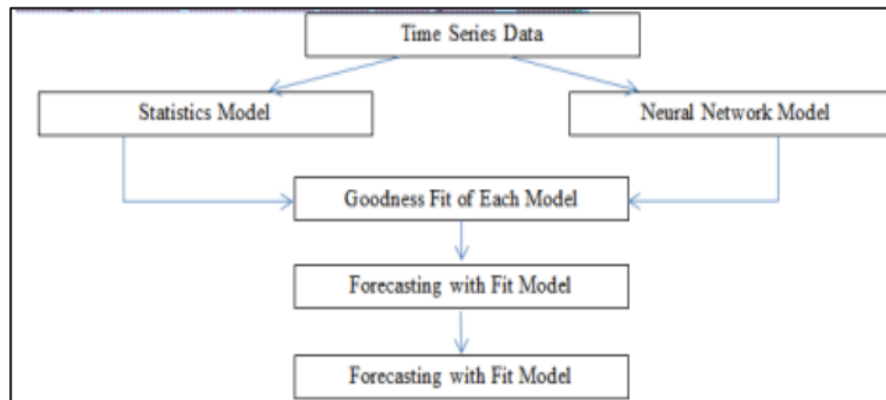 Time Series Data
Statistics Model
Neural Network Model
Goodness Fit of Each Model
Forecasting with Fit Model
Forecasting with Fit Model